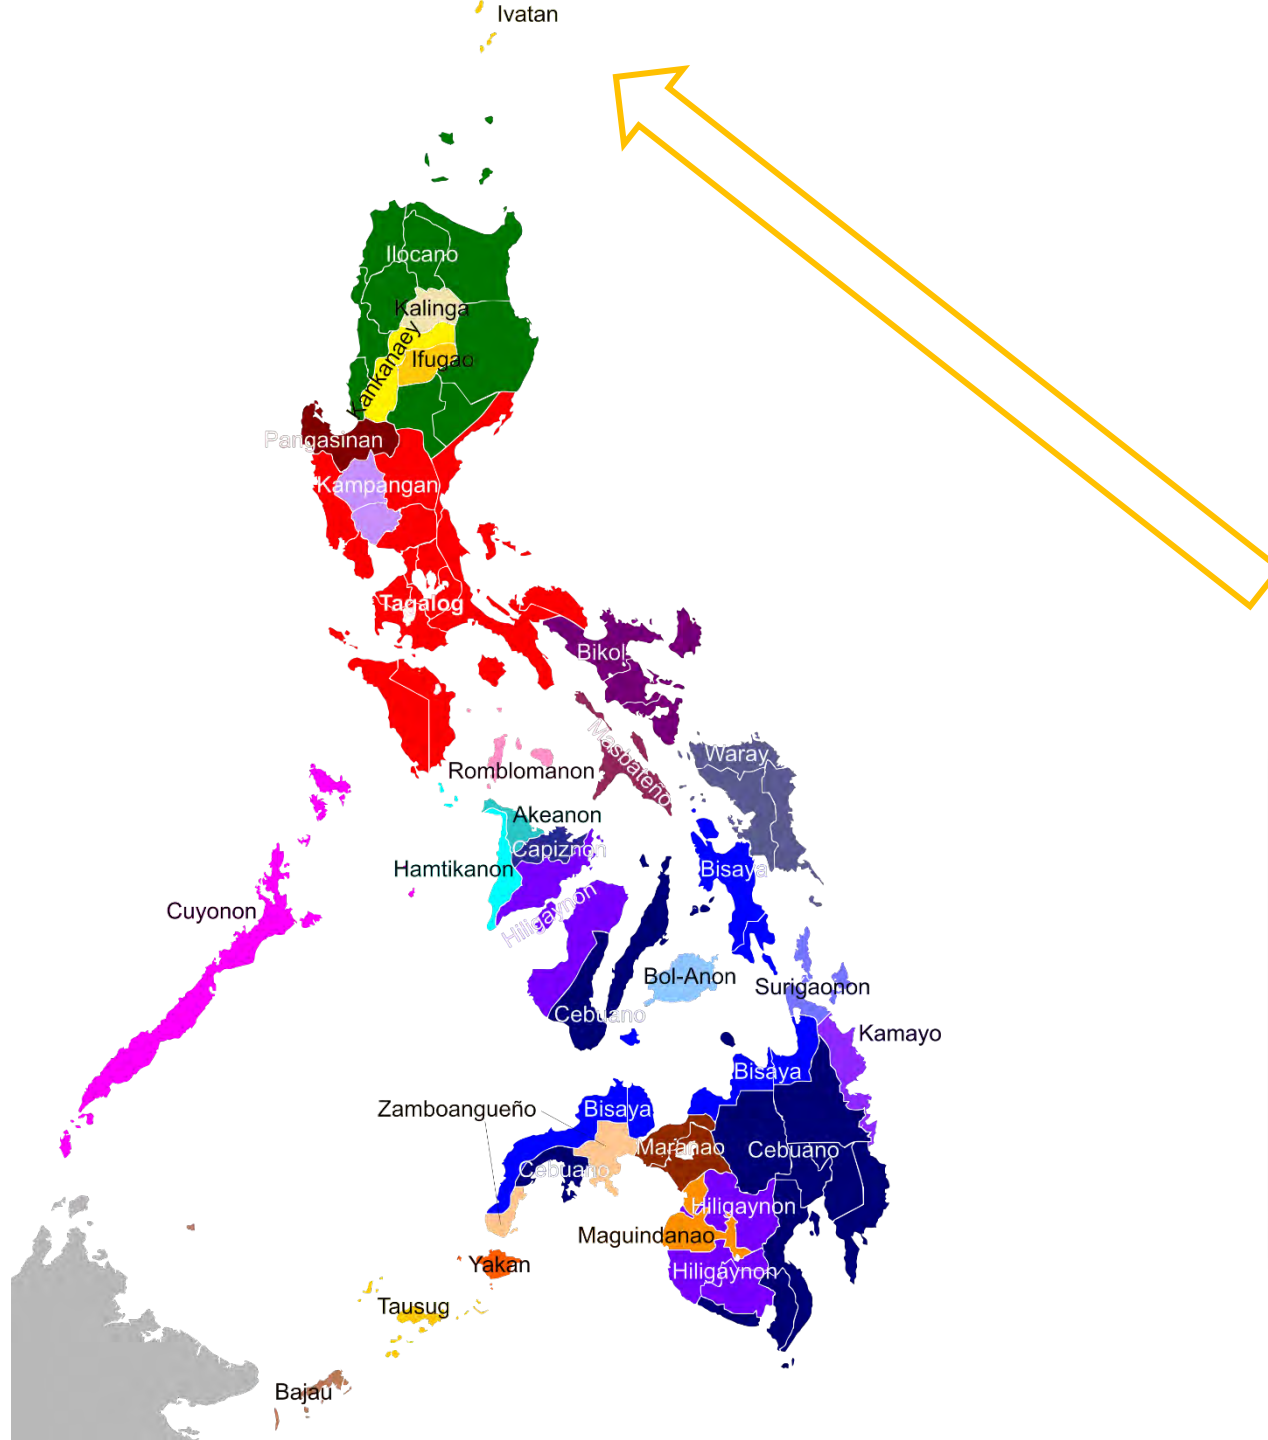 Ivatan
Ilocano
Kalinga
Kankanaey
Ifugao
Pangasinan
Kampangan
Tagalog
Bikol
Masbateño
Waray
Romblomanon
Akeanon
Capiznon
Hamtikanon
Bisaya
Hiligaynon
Cuyonon
Bol-Anon
Surigaonon
Cebuano
Kamayo
Bisaya
Zamboangueño
Bisaya
Maranao
Cebuano
Cebuano
Hiligaynon
Maguindanao
Yakan
Hiligaynon
Tausug
Bajau